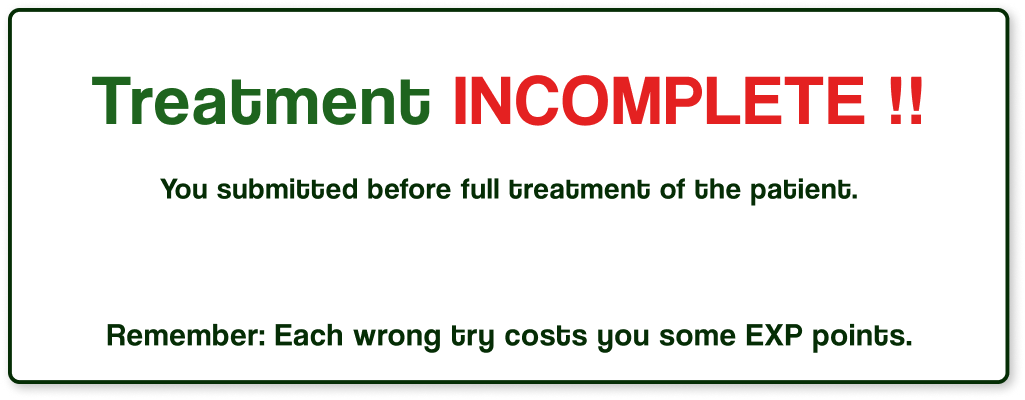 Treatment INCOMPLETE !!
You submitted before full treatment of the patient.
Remember: Each wrong try costs you some EXP points.